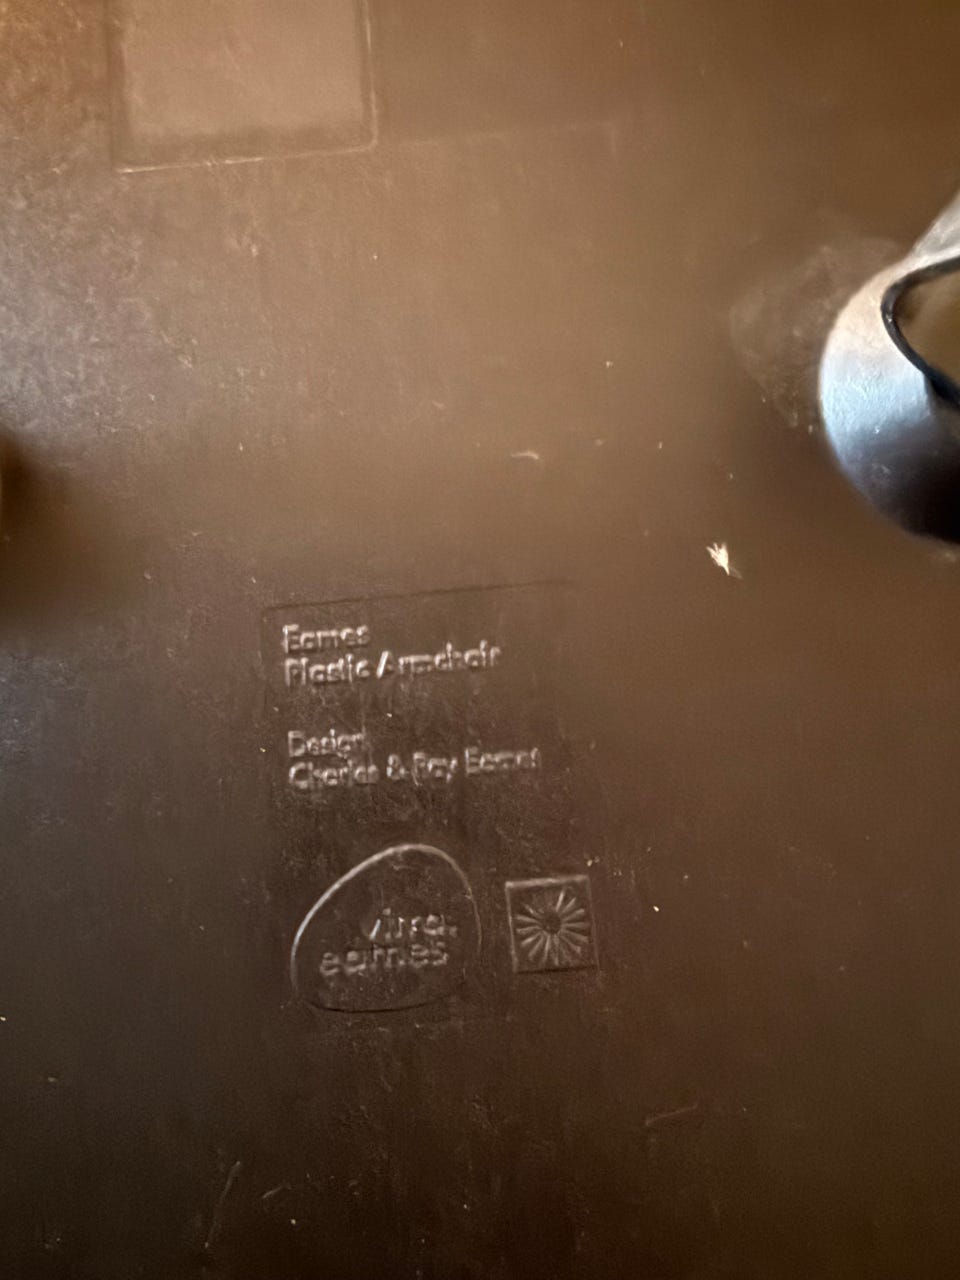 Eames
Plastic Armchair
Design
Charles & Ray Eames
vitra.
eames